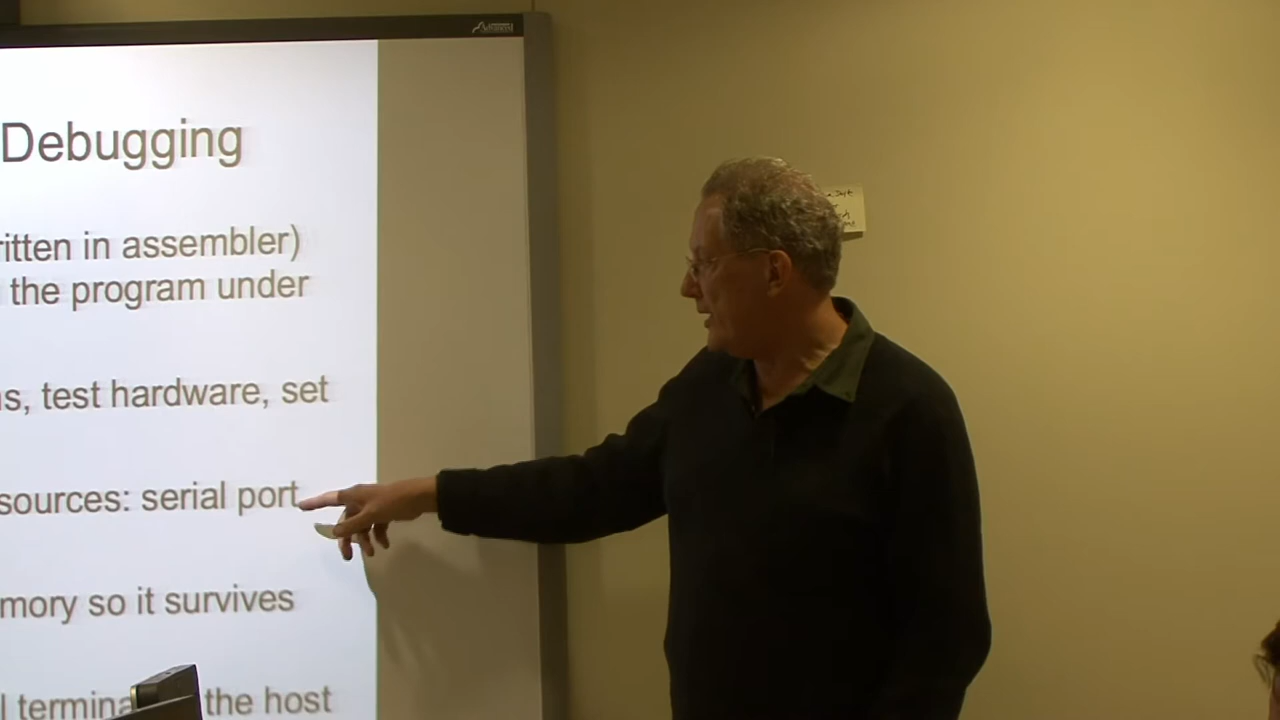 Debugging
ritten in assembler)
the program under
s, test hardware, set
sources: serial port
mory so it survives
l termina the host